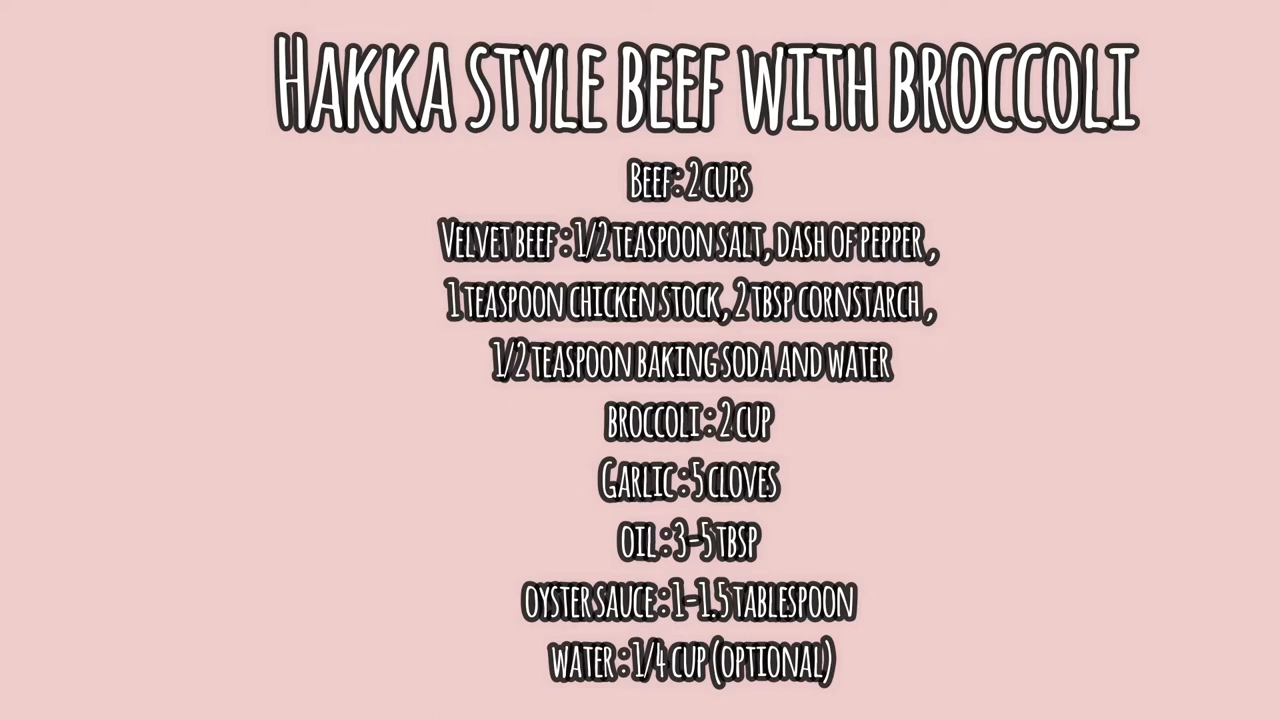 Hakka style beef with broccoli
Beef: 2 cups
Velvet beef : 1/2 teaspoon salt , dash of pepper ,
1 teaspoon chicken stock , 2 tbsp cornstarch ,
1/2 teaspoon baking soda and water
broccoli : 2 cup
Garlic : 5 cloves
oil : 3-5 tbsp
oyster sauce : 1-1.5 tablespoon
water : 1/4 cup (optional)